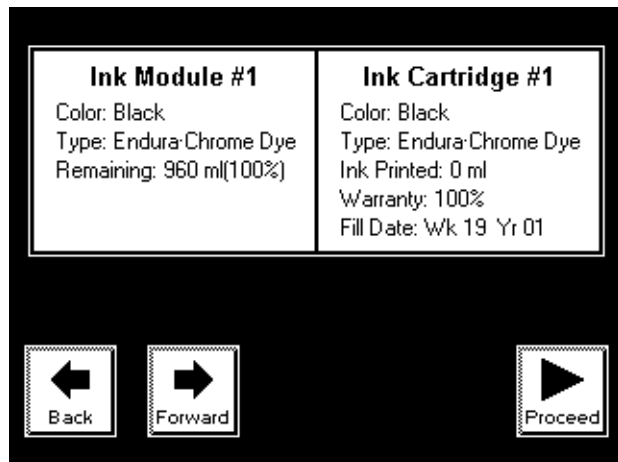 Ink Module #1
Color: Black
Type: Endura·Chrome Dye
Remaining: 960 ml(100%)
Ink Cartridge #1
Color: Black
Type: Endura·Chrome Dye
Ink Printed: 0 ml
Warranty: 100%
Fill Date: Wk 19 Yr 01
Back
Forward
Proceed